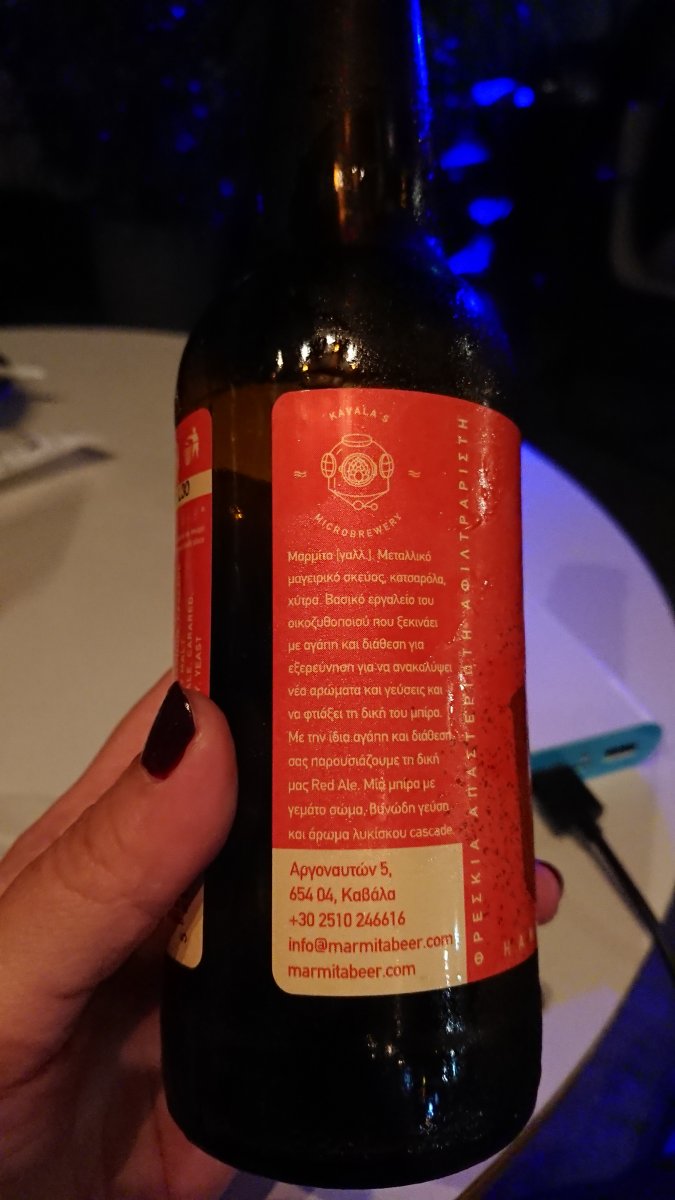 KAVALA'S
MICROBREWERY
Μαρμίτα [γαλλ.]. Μεταλλικό
μαγειρικό σκεύος, κατσαρόλα,
χύτρα. Βασικό εργαλείο του
οικοζυθοποιού που ξεκινάει
με αγάπη και διάθεση για
εξερεύνηση για να ανακαλύψει
νέα αρώματα και γεύσεις και
να φτιάξει τη δική του μπίρα.
Με την ίδια αγάπη και διάθεση
σας παρουσιάζουμε τη δική
μας Red Ale. Μία μπίρα με
γεμάτο σώμα, βυνώδη γεύση
και άρωμα λυκίσκου cascade.
Αργοναυτών 5,
654 04, Καβάλα
+30 2510 246616
info@marmitabeer.com
marmitabeer.com
ΦΡΕΣΚΙΑ ΑΠΑΣΤΕΡΙΩΤΗ ΑΦΙΛΤΡΑΡΙΣΤΗ
YEAST